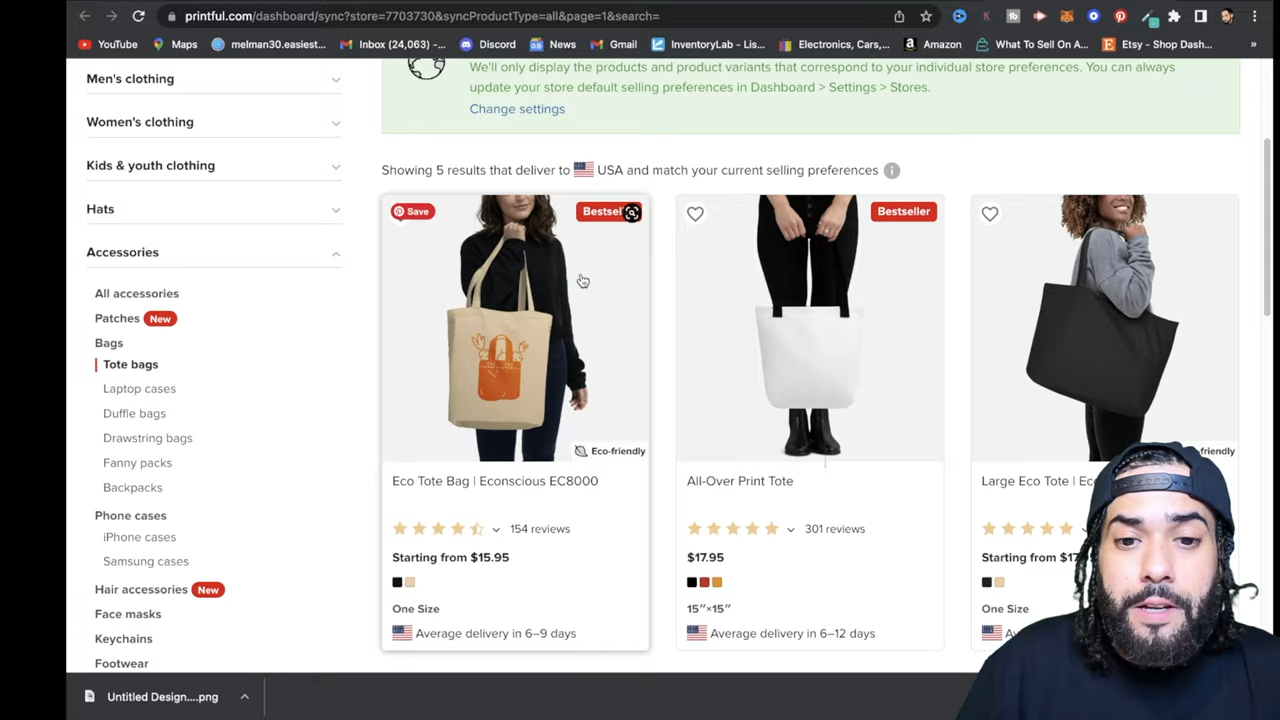 printful.com/dashboard/sync?store=7703730&syncProductType=all&page=1&search=
YouTube Maps melman30.easiest... Inbox (24,063) –... Discord News Gmail InventoryLab - Lis... Electronics, Cars,... Amazon What To Sell On A... Etsy - Shop Dash... »
Men's clothing
Women's clothing
Kids & youth clothing
Hats
Accessories
All accessories
Patches New
Bags
Tote bags
Laptop cases
Duffle bags
Drawstring bags
Fanny packs
Backpacks
Phone cases
iPhone cases
Samsung cases
Hair accessories New
Face masks
Keychains
Footwear
We'll only display the products and product variants that correspond to your individual store preferences. You can always
update your store default selling preferences in Dashboard > Settings > Stores.
Change settings
Showing 5 results that deliver to USA and match your current selling preferences
Save Bestsel
Eco-friendly
Eco Tote Bag | Econscious EC8000
154 reviews
Starting from $15.95
One Size
Average delivery in 6–9 days
Bestseller
All-Over Print Tote
301 reviews
$17.95
15″×15″
Average delivery in 6–12 days
friendly
Large Eco Tote | Ec
Starting from $17
One Size
Untitled Design....png